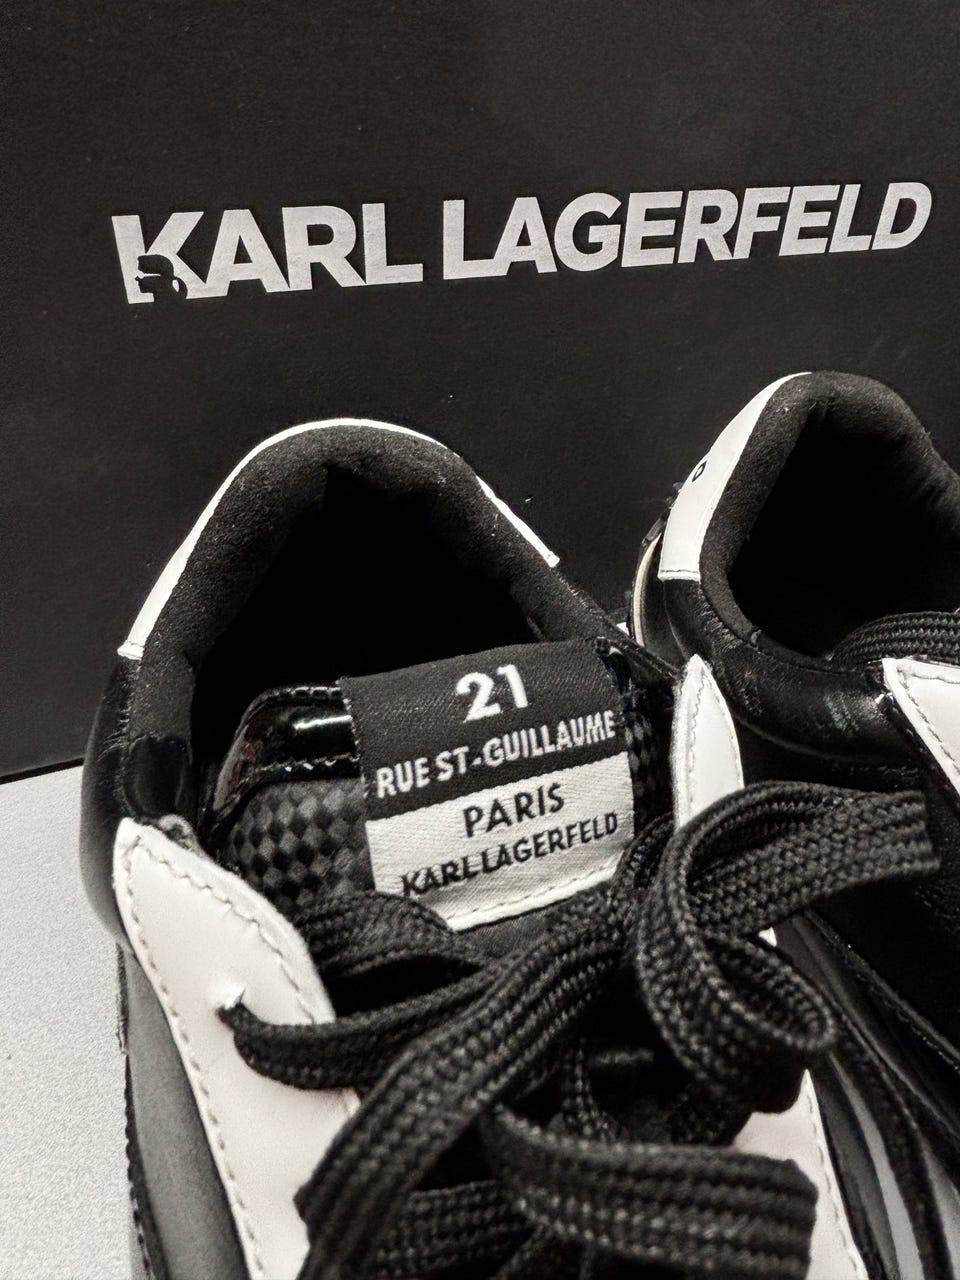 KARL LAGERFELD
21
RUE ST-GUILLAUME
PARIS
KARL LAGERFELD